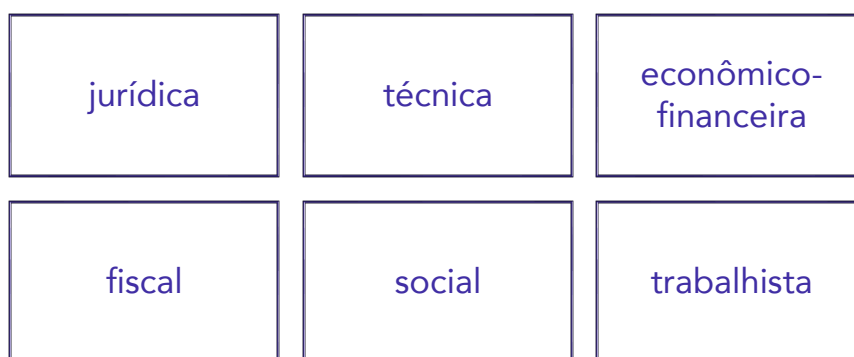 jurídica
técnica
econômico-
financeira
fiscal
social
trabalhista